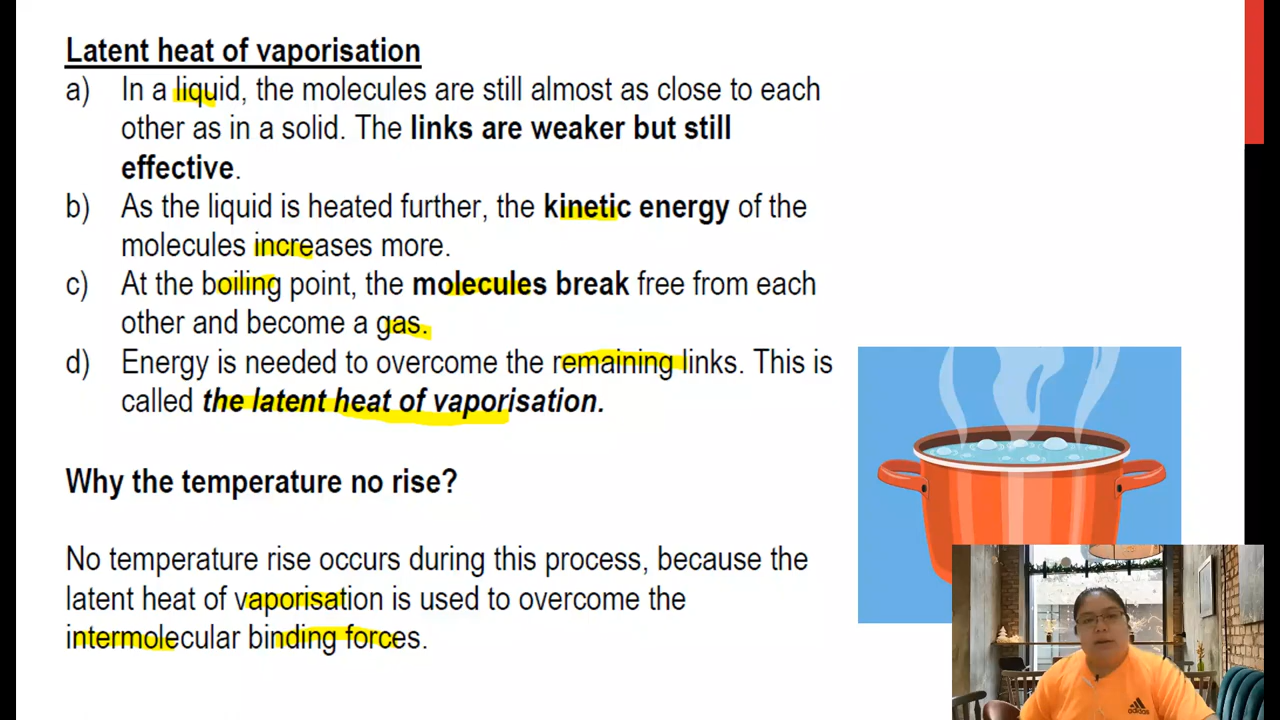 Latent heat of vaporisation
a) In a liquid, the molecules are still almost as close to each
other as in a solid. The links are weaker but still
effective.
b) As the liquid is heated further, the kinetic energy of the
molecules increases more.
c) At the boiling point, the molecules break free from each
other and become a gas.
d) Energy is needed to overcome the remaining links. This is
called the latent heat of vaporisation.
Why the temperature no rise?
No temperature rise occurs during this process, because the
latent heat of vaporisation is used to overcome the
intermolecular binding forces.
adidas